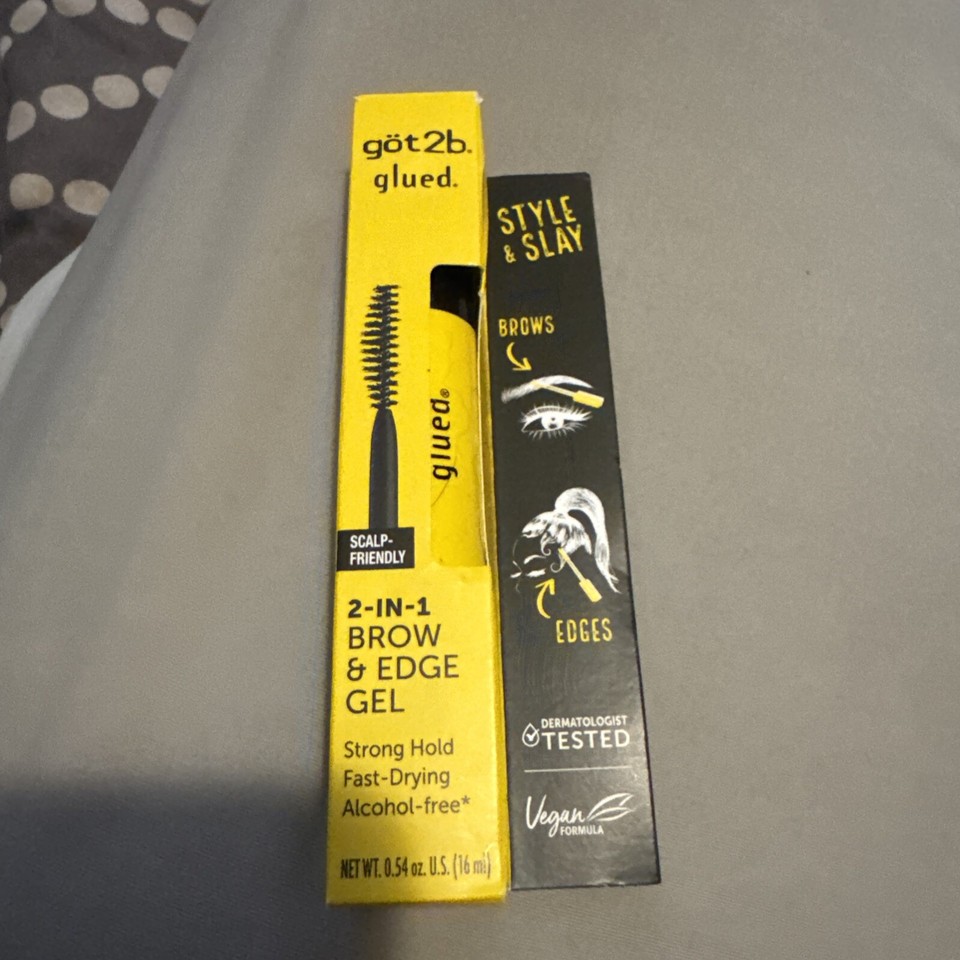 göt2b.
glued.
glued®
SCALP-
FRIENDLY
2-IN-1
BROW
& EDGE
GEL
Strong Hold
Fast-Drying
Alcohol-free*
NET WT. 0.54 oz. U.S. (16 ml)
STYLE
& SLAY
BROWS
EDGES
DERMATOLOGIST
TESTED
Vegan
FORMULA